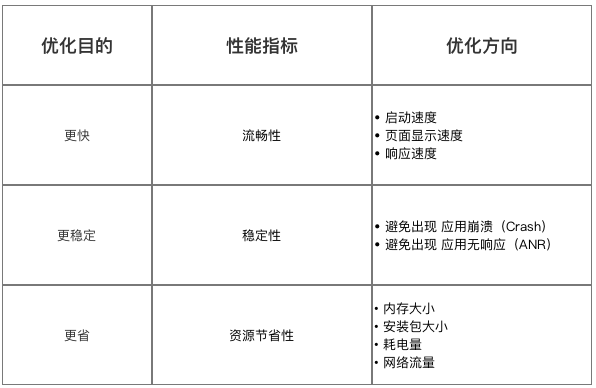 优化目的 性能指标 优化方向
更快 流畅性
• 启动速度
• 页面显示速度
• 响应速度
更稳定 稳定性
• 避免出现 应用崩溃（Crash）
• 避免出现 应用无响应（ANR）
更省 资源节省性
• 内存大小
• 安装包大小
• 耗电量
• 网络流量